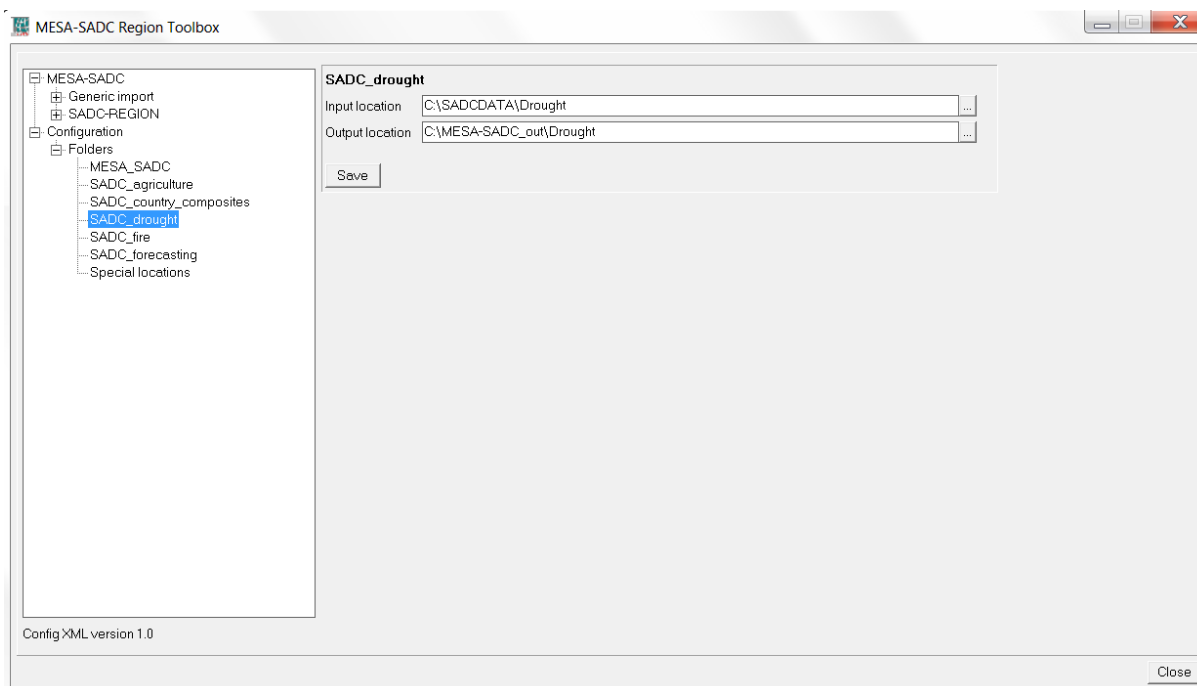 MESA-SADC Region Toolbox
MESA-SADC
Generic import
SADC-REGION
Configuration
Folders
MESA_SADC
SADC_agriculture
SADC_country_composites
SADC_drought
SADC_fire
SADC_forecasting
Special locations
SADC_drought
Input location C:\SADCDATA\Drought ...
Output location C:\MESA-SADC_out\Drought ...
Save
Config XML version 1.0
Close